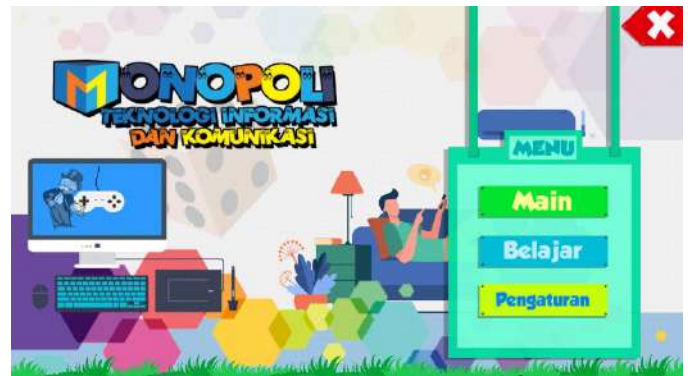 MONOPOLI
TEKNOLOGI INFORMASI
DAN KOMUNIKASI
MENU
Main
Belajar
Pengaturan